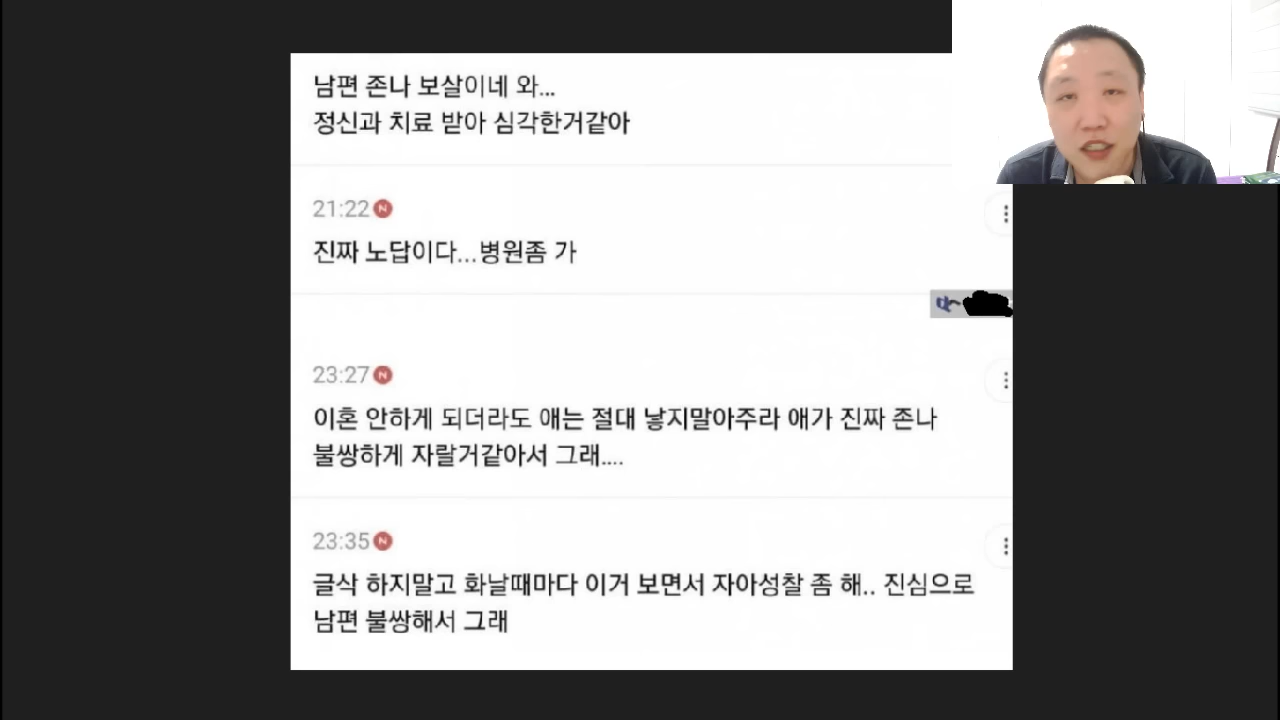 남편 존나 보살이네 와...
정신과 치료 받아 심각한거같아
21:22 N
진짜 노답이다...병원좀 가
23:27 N
이혼 안하게 되더라도 애는 절대 낳지말아주라 애가 진짜 존나
불쌍하게 자랄거같아서 그래....
23:35 N
글삭 하지말고 화날때마다 이거 보면서 자아성찰 좀 해.. 진심으로
남편 불쌍해서 그래